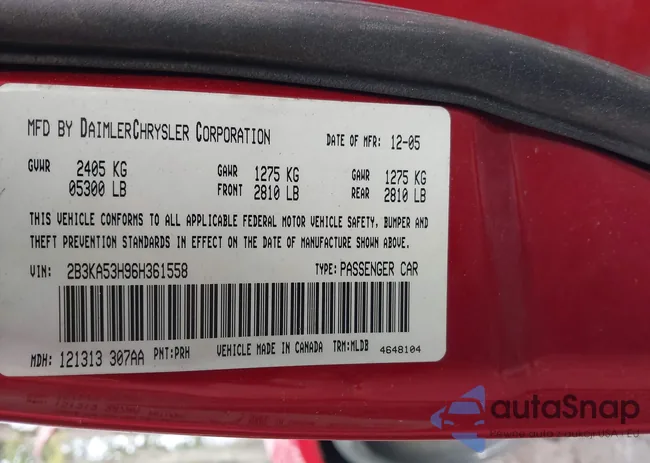 MFD BY DAIMLERCHRYSLER CORPORATION DATE OF MFR: 12-05
GVWR 2405 KG GAWR 1275 KG GAWR 1275 KG
05300 LB FRONT 2810 LB REAR 2810 LB
THIS VEHICLE CONFORMS TO ALL APPLICABLE FEDERAL MOTOR VEHICLE SAFETY, BUMPER AND
THEFT PREVENTION STANDARDS IN EFFECT ON THE DATE OF MANUFACTURE SHOWN ABOVE.
VIN: 2B3KA53H96H361558 TYPE: PASSENGER CAR
MDH: 121313 307AA PNT: PRH VEHICLE MADE IN CANADA TRM: MLDB 4648104
autaSnap